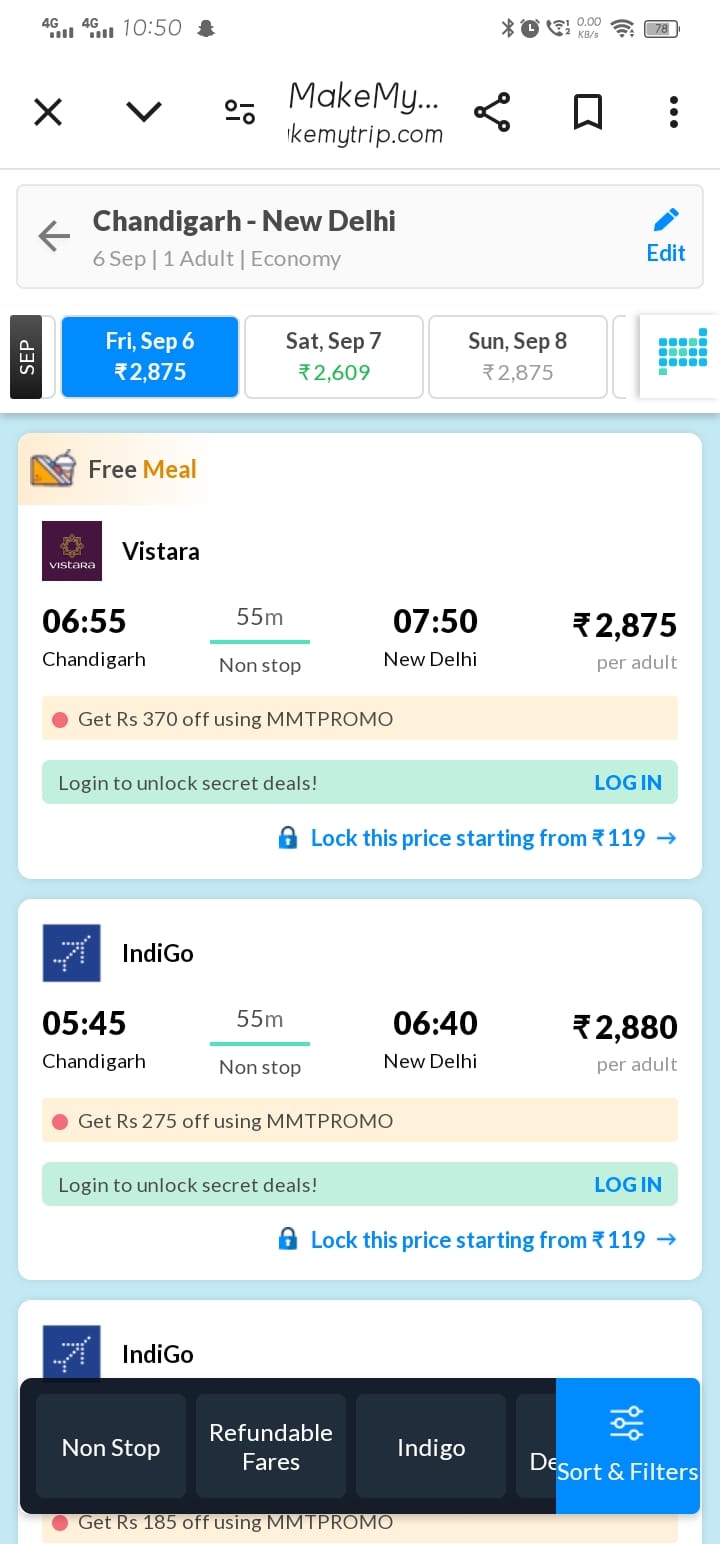 4G 4G 10:50 0.00 KB/s 78
MakeMy...
kemytrip.com
Chandigarh - New Delhi
6 Sep | 1 Adult | Economy
Edit
SEP
Fri, Sep 6
₹2,875
Sat, Sep 7
₹2,609
Sun, Sep 8
₹2,875
Free Meal
VISTARA
Vistara
06:55 55m 07:50 ₹2,875
Chandigarh Non stop New Delhi per adult
Get Rs 370 off using MMTPROMO
Login to unlock secret deals! LOG IN
Lock this price starting from ₹119 →
IndiGo
05:45 55m 06:40 ₹2,880
Chandigarh Non stop New Delhi per adult
Get Rs 275 off using MMTPROMO
Login to unlock secret deals! LOG IN
Lock this price starting from ₹119 →
IndiGo
Non Stop
Refundable
Fares
Indigo
De
Sort & Filters
Get Rs 185 off using MMTPROMO